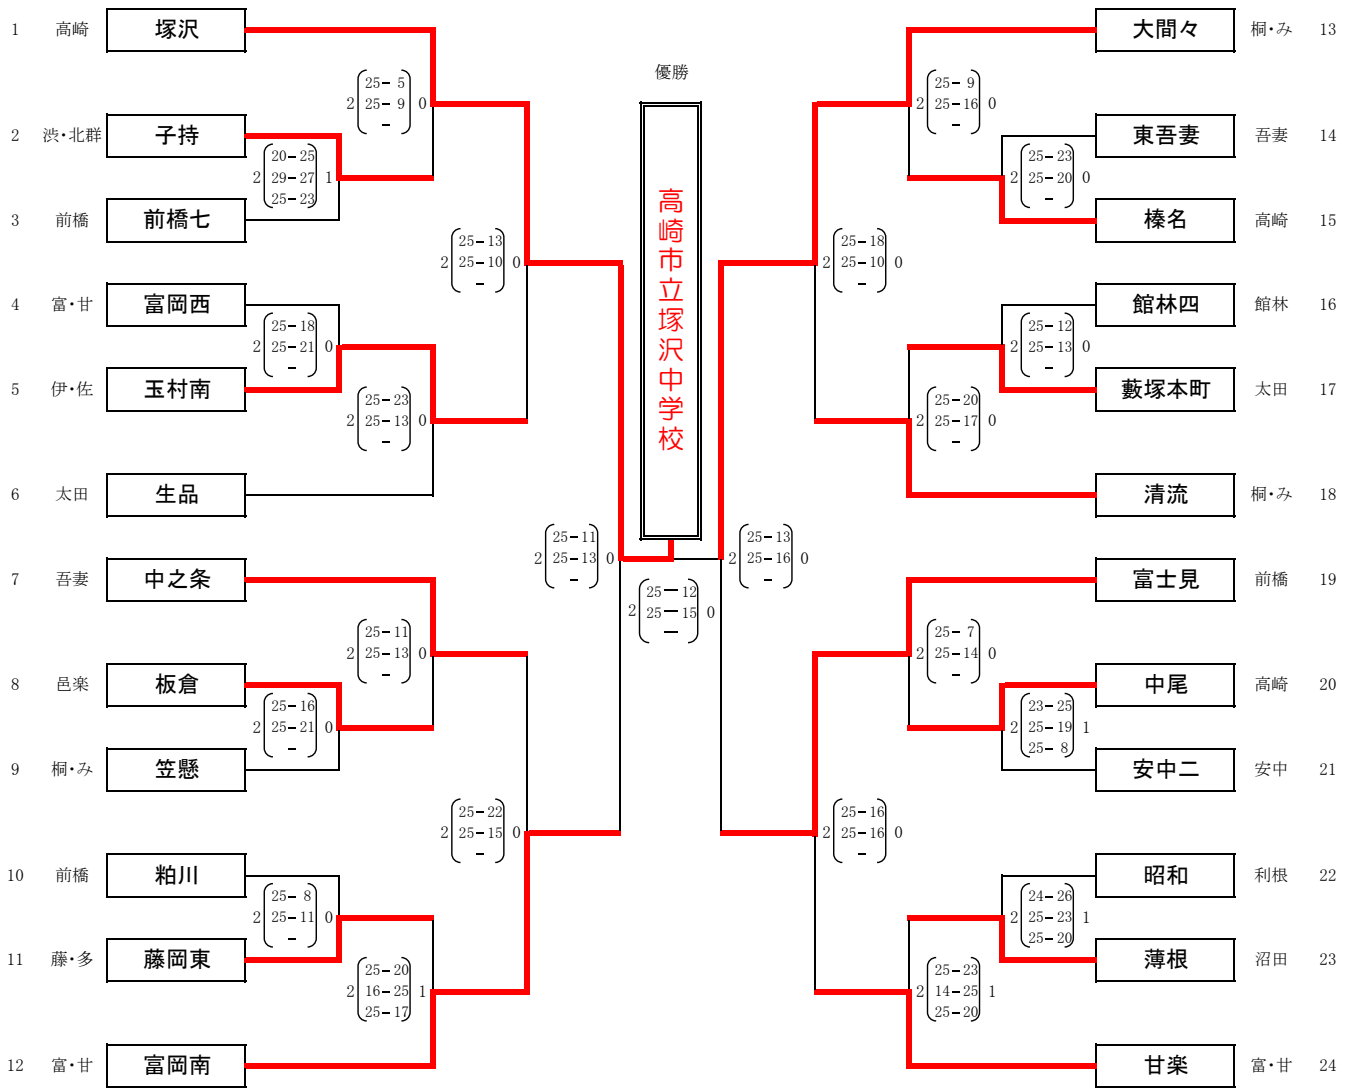 1 高崎 塚沢
2 渋・北群 子持
3 前橋 前橋七
4 富・甘 富岡西
5 伊・佐 玉村南
6 太田 生品
7 吾妻 中之条
8 邑楽 板倉
9 桐・み 笠懸
10 前橋 粕川
11 藤・多 藤岡東
12 富・甘 富岡南
25－5
2 25－9 0
－
20－25
2 29－27 1
25－23
25－13
2 25－10 0
－
25－18
2 25－21 0
－
25－23
2 25－13 0
－
25－11
2 25－13 0
－
25－11
2 25－13 0
－
25－16
2 25－21 0
－
25－22
2 25－15 0
－
25－8
2 25－11 0
－
25－20
2 16－25 1
25－17
優勝
高崎市立塚沢中学校
25－12
2 25－15 0
－
25－9
2 25－16 0
－
25－23
2 25－20 0
－
25－18
2 25－10 0
－
25－12
2 25－13 0
－
25－20
2 25－17 0
－
25－13
2 25－16 0
－
25－7
2 25－14 0
－
23－25
2 25－19 1
25－8
25－16
2 25－16 0
－
24－26
2 25－23 1
25－20
25－23
2 14－25 1
25－20
大間々 桐・み 13
東吾妻 吾妻 14
榛名 高崎 15
館林四 館林 16
藪塚本町 太田 17
清流 桐・み 18
富士見 前橋 19
中尾 高崎 20
安中二 安中 21
昭和 利根 22
薄根 沼田 23
甘楽 富・甘 24